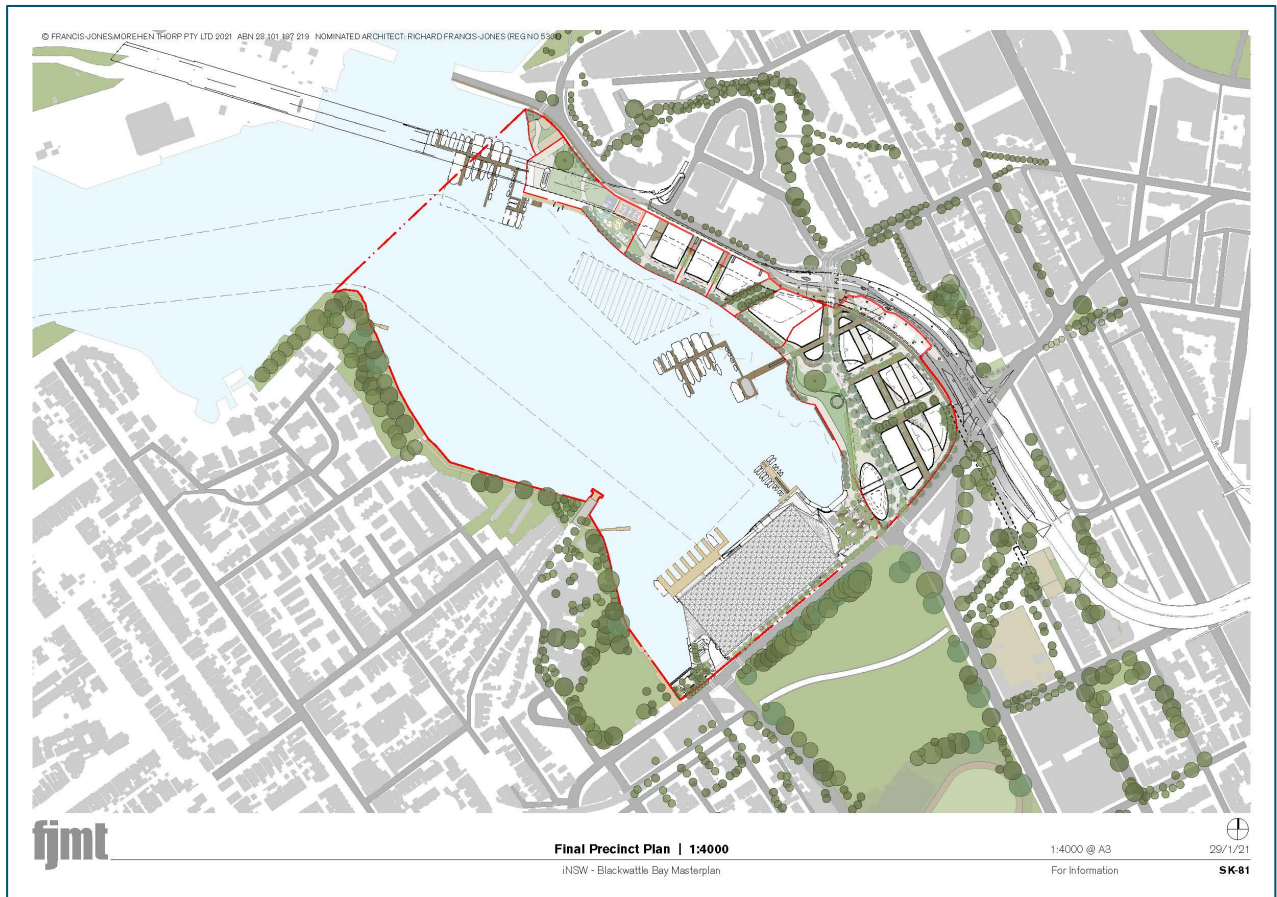 © FRANCIS-JONES MOREHEN THORP PTY LTD 2021 ABN 28 101 197 219 NOMINATED ARCHITECT: RICHARD FRANCIS-JONES (REG NO 5301)
fjmt
Final Precinct Plan | 1:4000
iNSW - Blackwattle Bay Masterplan
1:4000 @ A3
For Information
29/1/21
SK-81